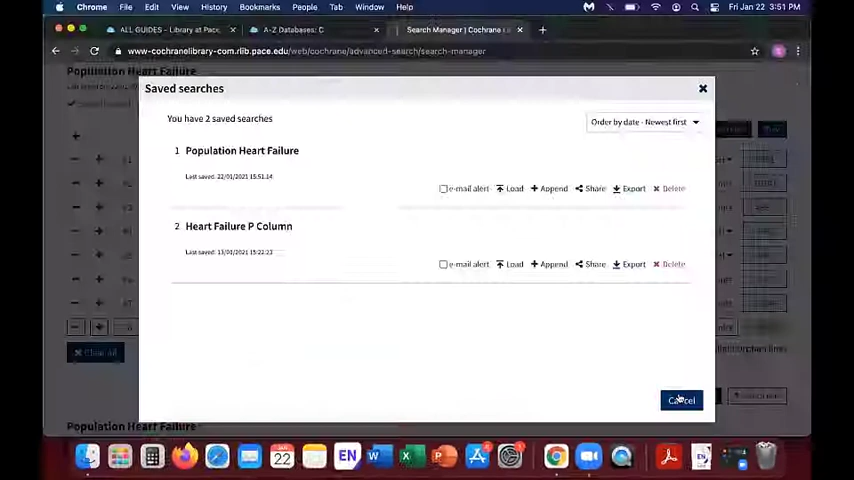 Chrome File Edit View History Bookmarks People Tab Window Help Fri Jan 22 3:51 PM
ALL GUIDES - Library at Pace A-Z Databases: C Search Manager | Cochrane Li
www-cochranelibrary-com.rlib.pace.edu/web/cochrane/advanced-search/search-manager
Population Heart Failure
Saved searches
You have 2 saved searches
Order by date - Newest first
1 Population Heart Failure
Last saved: 22/01/2021 15:51:14
e-mail alert Load Append Share Export Delete
2 Heart Failure P Column
Last saved: 13/01/2021 15:22:23
e-mail alert Load Append Share Export Delete
Clear All
Cancel
Population Heart Failure
JAN
22
EN
W
X
P
EN